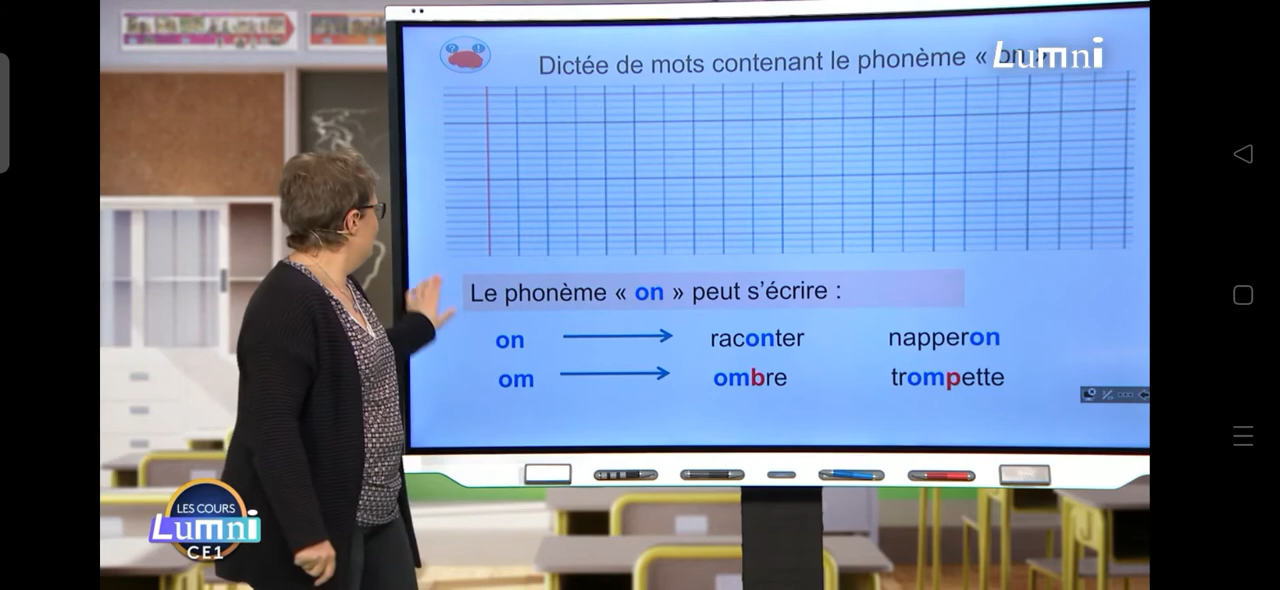 Dictée de mots contenant le phonème « on »
Lumni
Le phonème « on » peut s'écrire :
on raconter napperon
om ombre trompette
LES COURS
Lumni
CE1